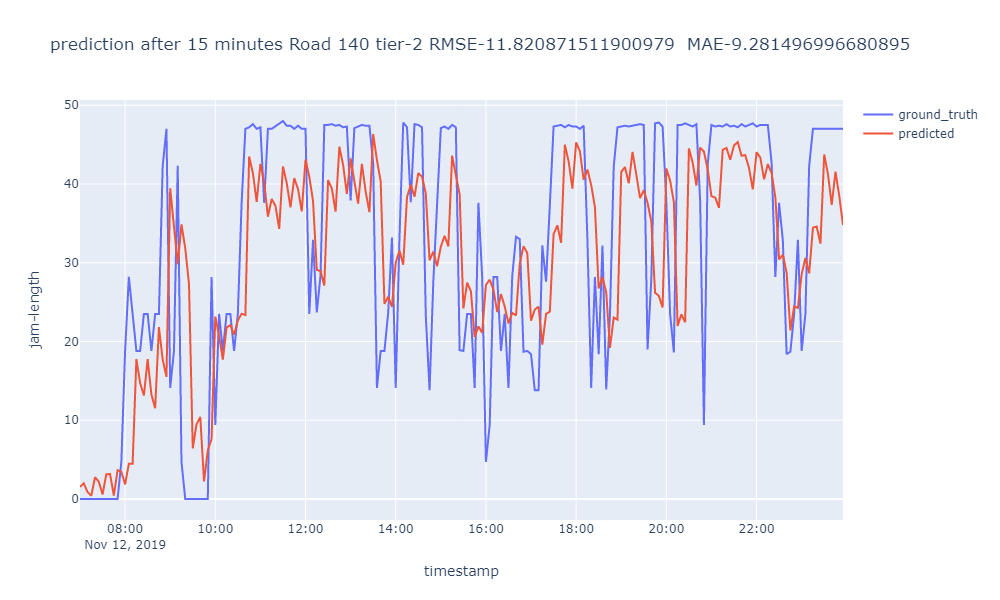 prediction after 15 minutes Road 140 tier-2 RMSE-11.820871511900979  MAE-9.281496996680895
ground_truth
predicted
50
40
30
20
10
0
jam-length
08:00 10:00 12:00 14:00 16:00 18:00 20:00 22:00
Nov 12, 2019
timestamp